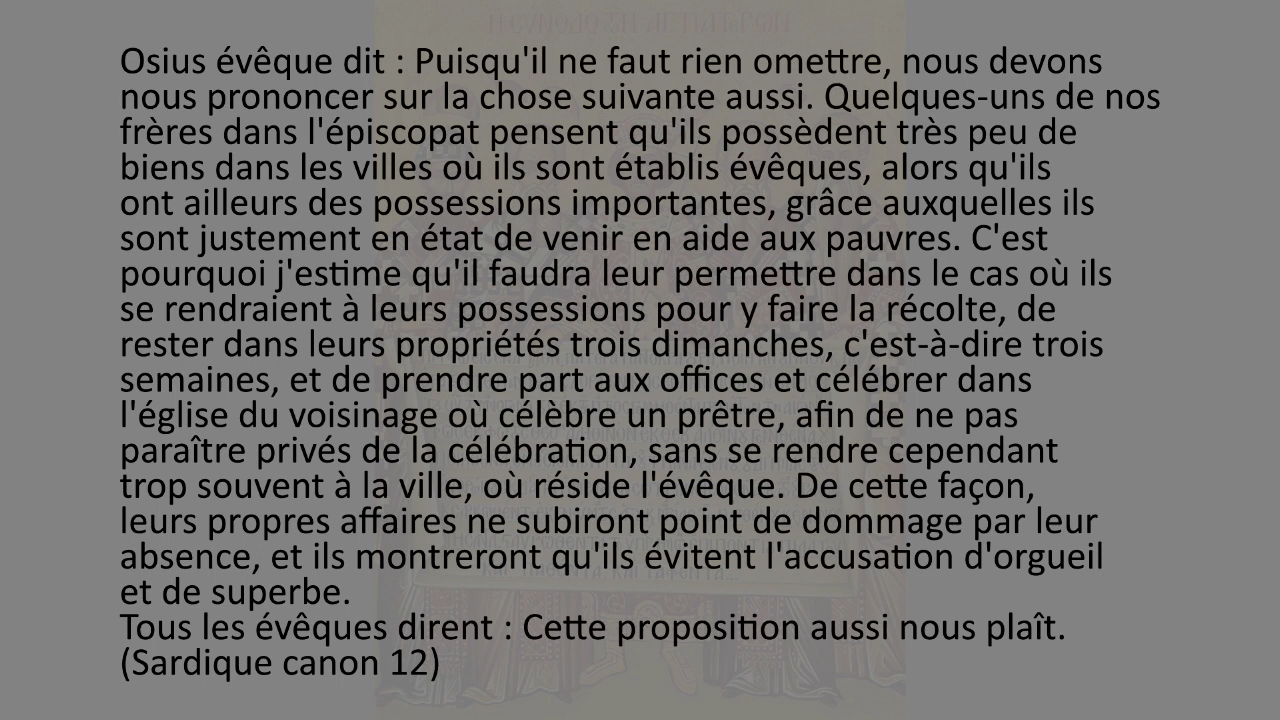 Osius évêque dit : Puisqu'il ne faut rien omettre, nous devons
nous prononcer sur la chose suivante aussi. Quelques-uns de nos
frères dans l'épiscopat pensent qu'ils possèdent très peu de
biens dans les villes où ils sont établis évêques, alors qu'ils
ont ailleurs des possessions importantes, grâce auxquelles ils
sont justement en état de venir en aide aux pauvres. C'est
pourquoi j'estime qu'il faudra leur permettre dans le cas où ils
se rendraient à leurs possessions pour y faire la récolte, de
rester dans leurs propriétés trois dimanches, c'est-à-dire trois
semaines, et de prendre part aux offices et célébrer dans
l'église du voisinage où célèbre un prêtre, afin de ne pas
paraître privés de la célébration, sans se rendre cependant
trop souvent à la ville, où réside l'évêque. De cette façon,
leurs propres affaires ne subiront point de dommage par leur
absence, et ils montreront qu'ils évitent l'accusation d'orgueil
et de superbe.
Tous les évêques dirent : Cette proposition aussi nous plaît.
(Sardique canon 12)